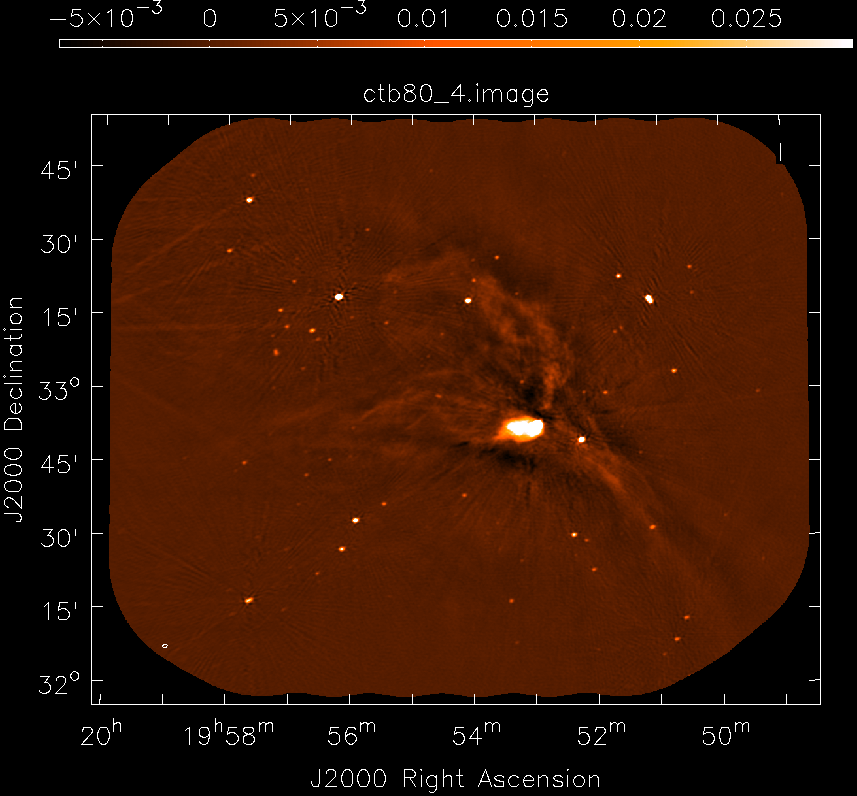 −5×10⁻³ 0 5×10⁻³ 0.01 0.015 0.02 0.025
ctb80_4.image
45'
30'
15'
33°
45'
30'
15'
32°
J2000 Declination
20ʰ 19ʰ58ᵐ 56ᵐ 54ᵐ 52ᵐ 50ᵐ
J2000 Right Ascension